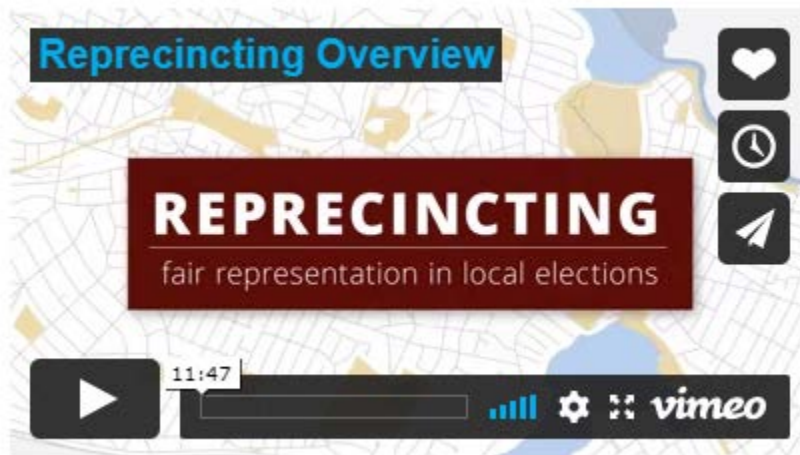 Reprecincting Overview
REPRECINCTING
fair representation in local elections
11:47
vimeo